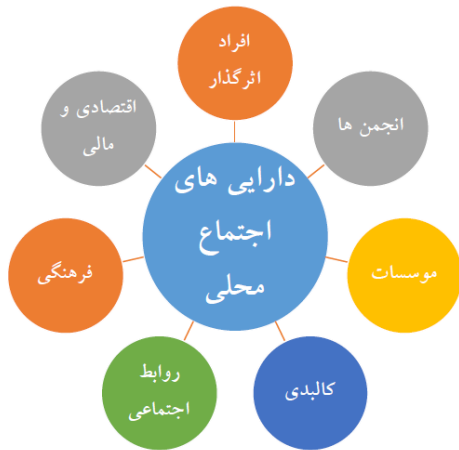 افراد
اثرگذار
انجمن ها
موسسات
کالبدی
روابط
اجتماعی
فرهنگی
اقتصادی و
مالی
دارایی های
اجتماع
محلی